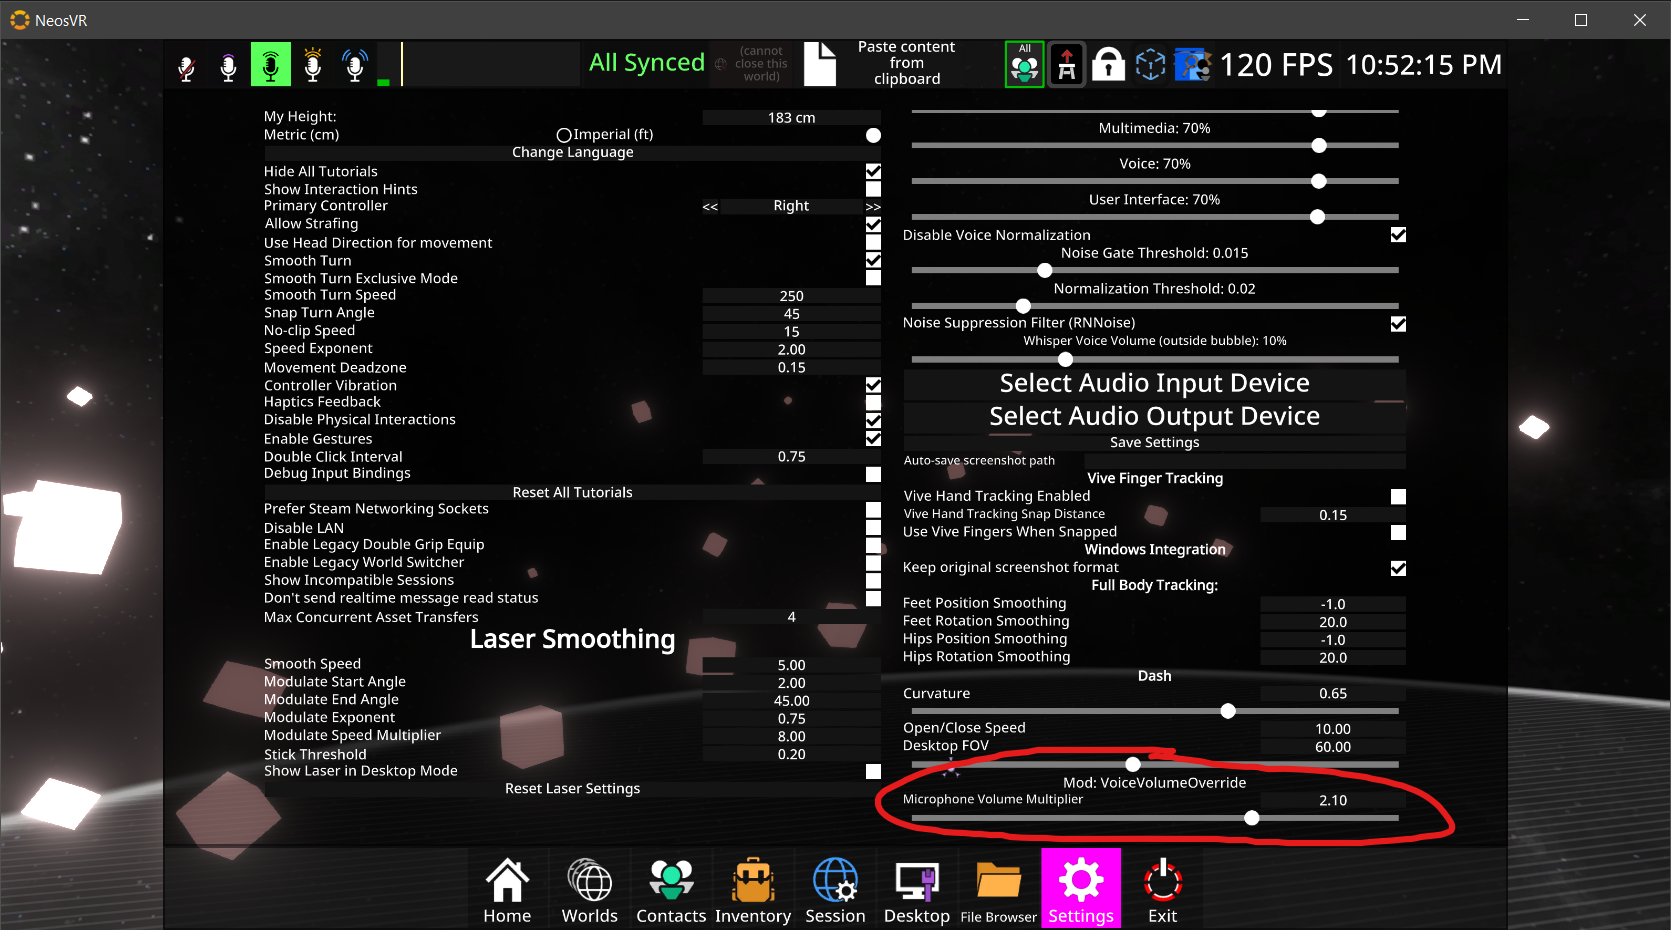 NeosVR
All Synced
(cannot
close this
world)
Paste content
from
clipboard
All
120 FPS
10:52:15 PM
My Height:
183 cm
Metric (cm)
Imperial (ft)
Change Language
Hide All Tutorials
Show Interaction Hints
Primary Controller
<< Right >>
Allow Strafing
Use Head Direction for movement
Smooth Turn
Smooth Turn Exclusive Mode
Smooth Turn Speed 250
Snap Turn Angle 45
No-clip Speed 15
Speed Exponent 2.00
Movement Deadzone 0.15
Controller Vibration
Haptics Feedback
Disable Physical Interactions
Enable Gestures
Double Click Interval 0.75
Debug Input Bindings
Reset All Tutorials
Prefer Steam Networking Sockets
Disable LAN
Enable Legacy Double Grip Equip
Enable Legacy World Switcher
Show Incompatible Sessions
Don't send realtime message read status
Max Concurrent Asset Transfers 4
Laser Smoothing
Smooth Speed 5.00
Modulate Start Angle 2.00
Modulate End Angle 45.00
Modulate Exponent 0.75
Modulate Speed Multiplier 8.00
Stick Threshold 0.20
Show Laser in Desktop Mode
Reset Laser Settings
Multimedia: 70%
Voice: 70%
User Interface: 70%
Disable Voice Normalization
Noise Gate Threshold: 0.015
Normalization Threshold: 0.02
Noise Suppression Filter (RNNoise)
Whisper Voice Volume (outside bubble): 10%
Select Audio Input Device
Select Audio Output Device
Save Settings
Auto-save screenshot path
Vive Finger Tracking
Vive Hand Tracking Enabled
Vive Hand Tracking Snap Distance 0.15
Use Vive Fingers When Snapped
Windows Integration
Keep original screenshot format
Full Body Tracking:
Feet Position Smoothing -1.0
Feet Rotation Smoothing 20.0
Hips Position Smoothing -1.0
Hips Rotation Smoothing 20.0
Dash
Curvature 0.65
Open/Close Speed 10.00
Desktop FOV 60.00
Mod: VoiceVolumeOverride
Microphone Volume Multiplier 2.10
Home
Worlds
Contacts
Inventory
Session
Desktop
File Browser
Settings
Exit